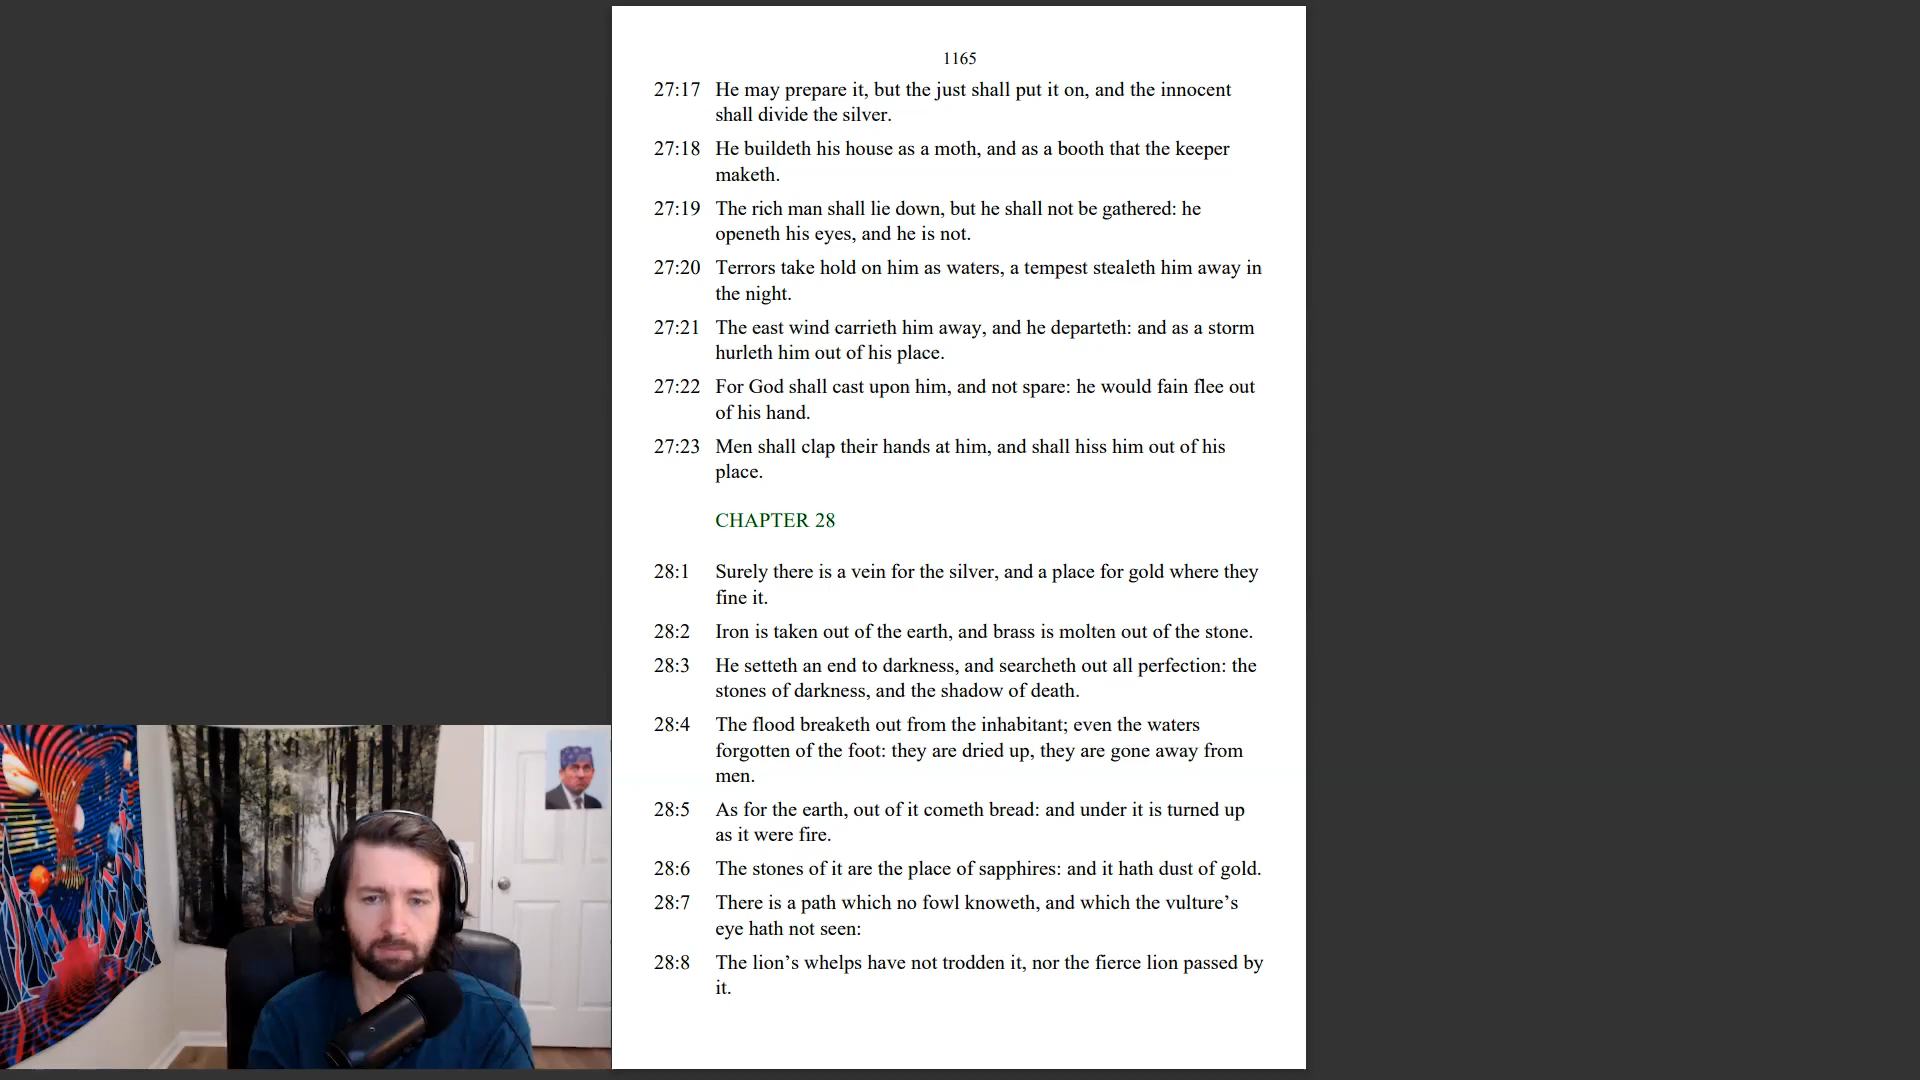 1165
27:17 He may prepare it, but the just shall put it on, and the innocent
shall divide the silver.
27:18 He buildeth his house as a moth, and as a booth that the keeper
maketh.
27:19 The rich man shall lie down, but he shall not be gathered: he
openeth his eyes, and he is not.
27:20 Terrors take hold on him as waters, a tempest stealeth him away in
the night.
27:21 The east wind carrieth him away, and he departeth: and as a storm
hurleth him out of his place.
27:22 For God shall cast upon him, and not spare: he would fain flee out
of his hand.
27:23 Men shall clap their hands at him, and shall hiss him out of his
place.
CHAPTER 28
28:1 Surely there is a vein for the silver, and a place for gold where they
fine it.
28:2 Iron is taken out of the earth, and brass is molten out of the stone.
28:3 He setteth an end to darkness, and searcheth out all perfection: the
stones of darkness, and the shadow of death.
28:4 The flood breaketh out from the inhabitant; even the waters
forgotten of the foot: they are dried up, they are gone away from
men.
28:5 As for the earth, out of it cometh bread: and under it is turned up
as it were fire.
28:6 The stones of it are the place of sapphires: and it hath dust of gold.
28:7 There is a path which no fowl knoweth, and which the vulture’s
eye hath not seen:
28:8 The lion’s whelps have not trodden it, nor the fierce lion passed by
it.